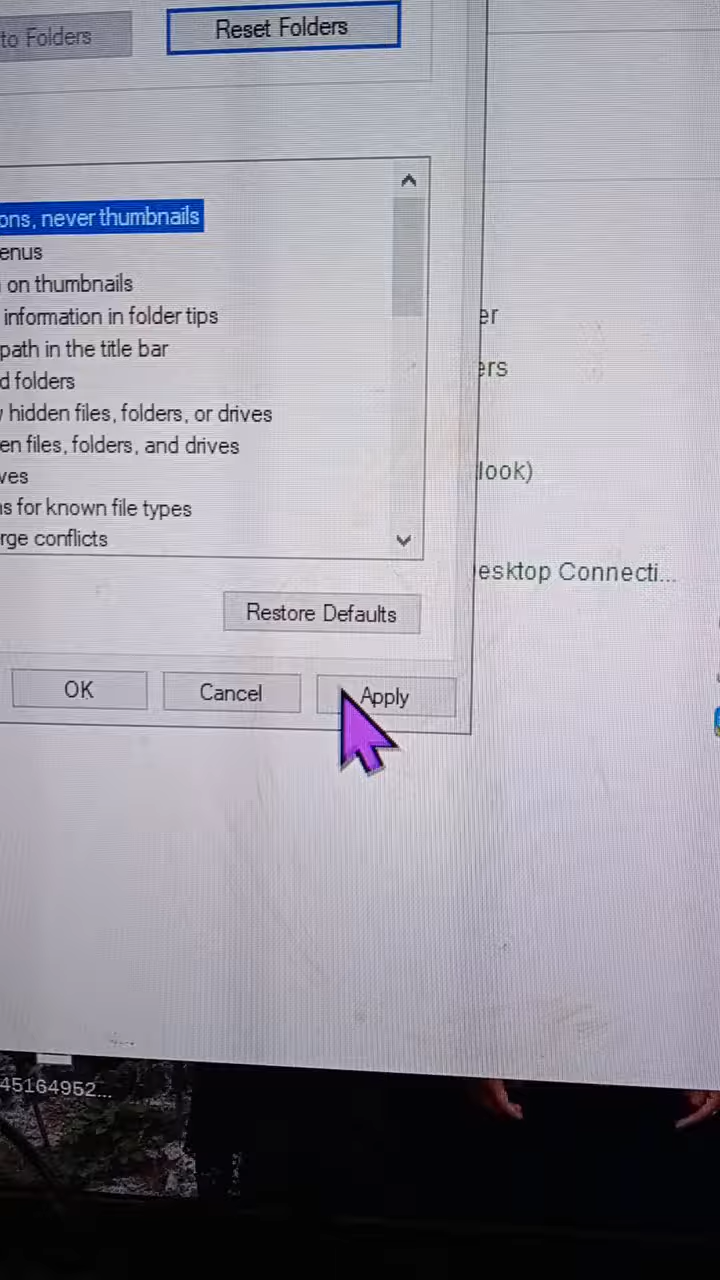 to Folders
Reset Folders
ons, never thumbnails
enus
on thumbnails
information in folder tips
path in the title bar
d folders
hidden files, folders, or drives
en files, folders, and drives
ves
s for known file types
rge conflicts
er
ers
look)
esktop Connecti...
Restore Defaults
OK
Cancel
Apply
45164952...